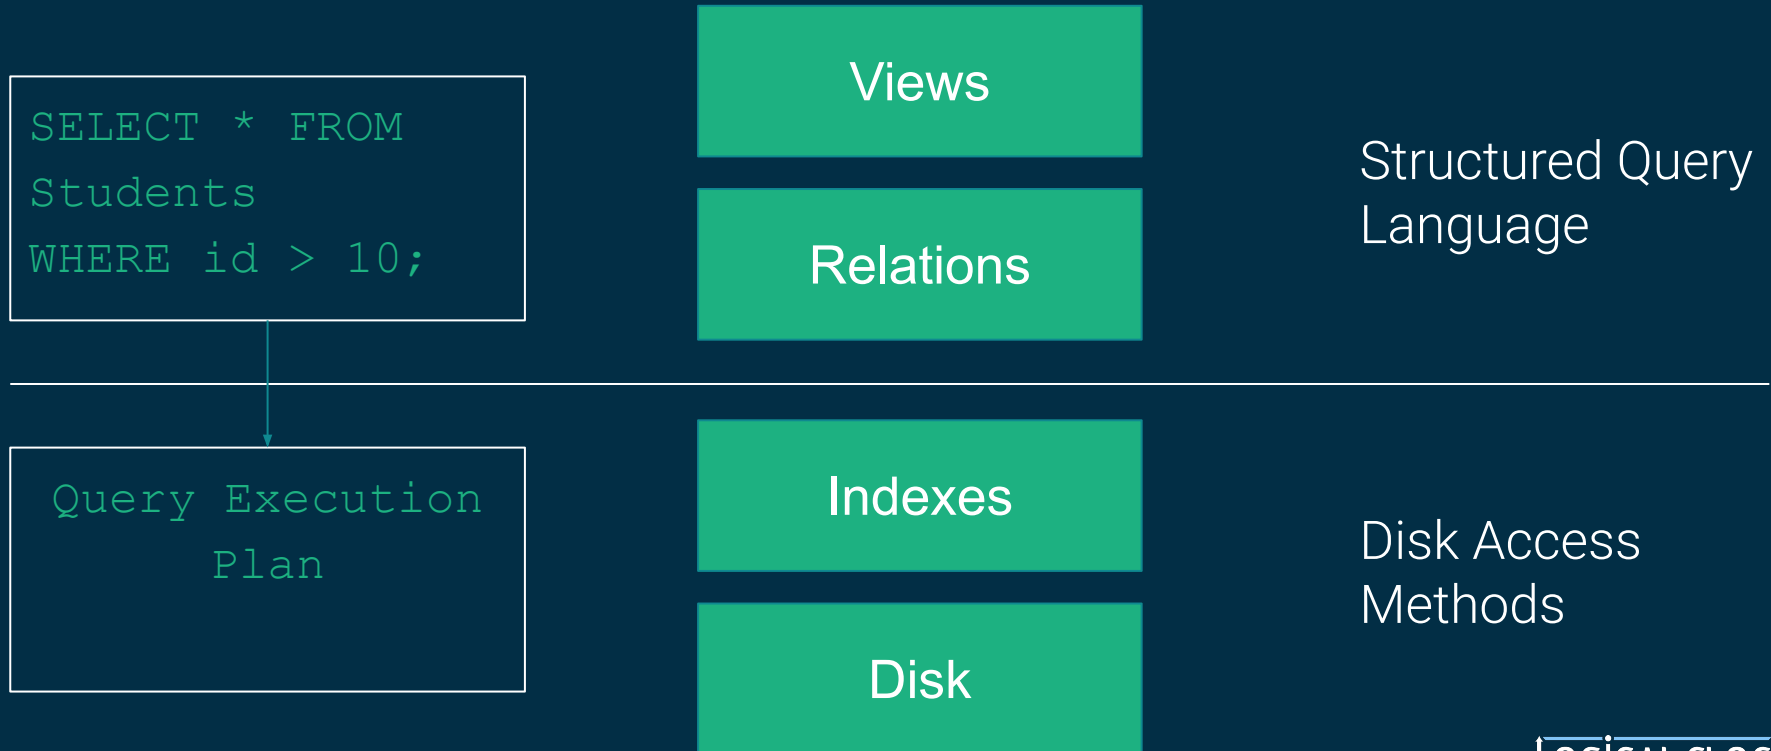 SELECT * FROM
Students
WHERE id > 10;
Views
Relations
Structured Query
Language
Query Execution
Plan
Indexes
Disk
Disk Access
Methods